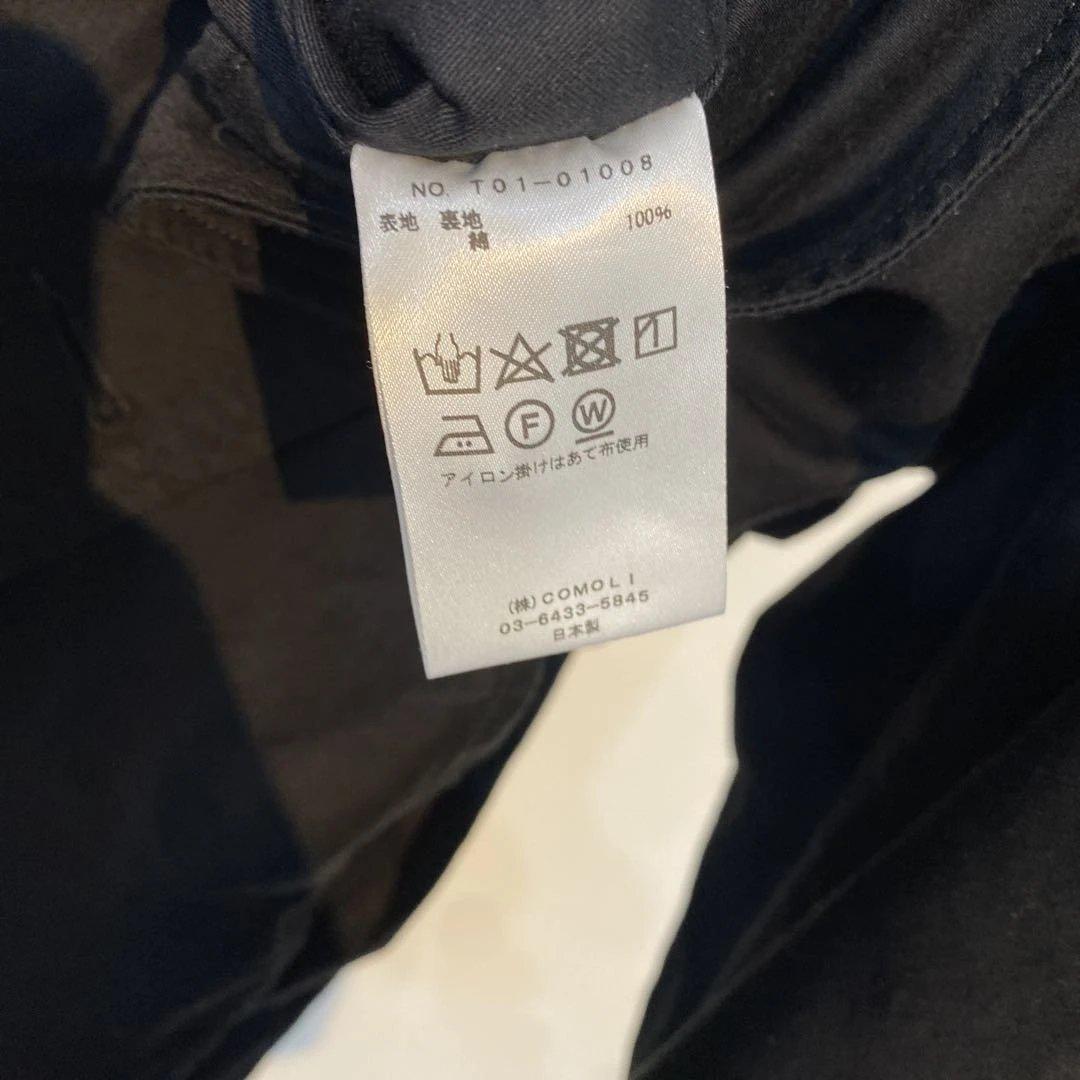 NO. T01-01008
表地 裏地
綿 100%
F W
アイロン掛けはあて布使用
(株)COMOLI
03-6433-5845
日本製